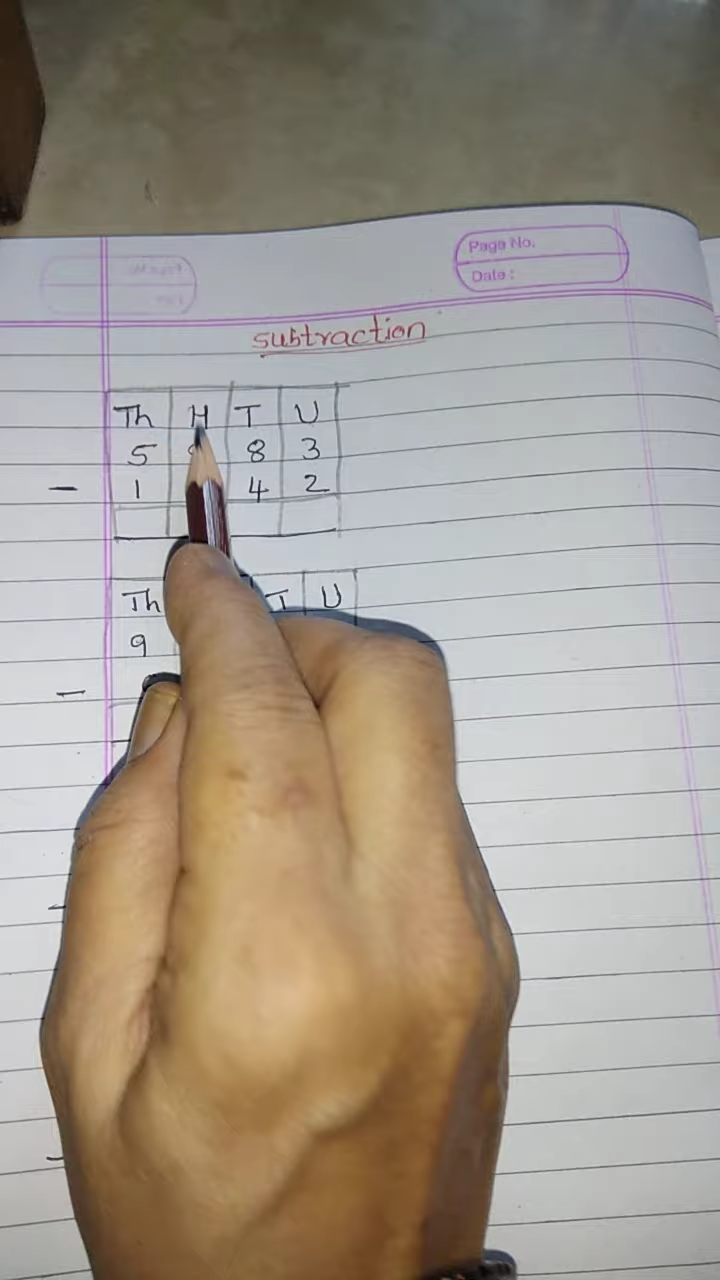 Page No.
Date :
subtraction
Th H T U
5 8 3
- 1 4 2
Th T U
9
-